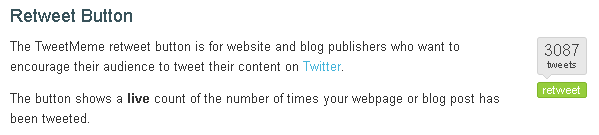 Retweet Button
The TweetMeme retweet button is for website and blog publishers who want to
encourage their audience to tweet their content on Twitter.
The button shows a live count of the number of times your webpage or blog post has
been tweeted.
3087
tweets
retweet